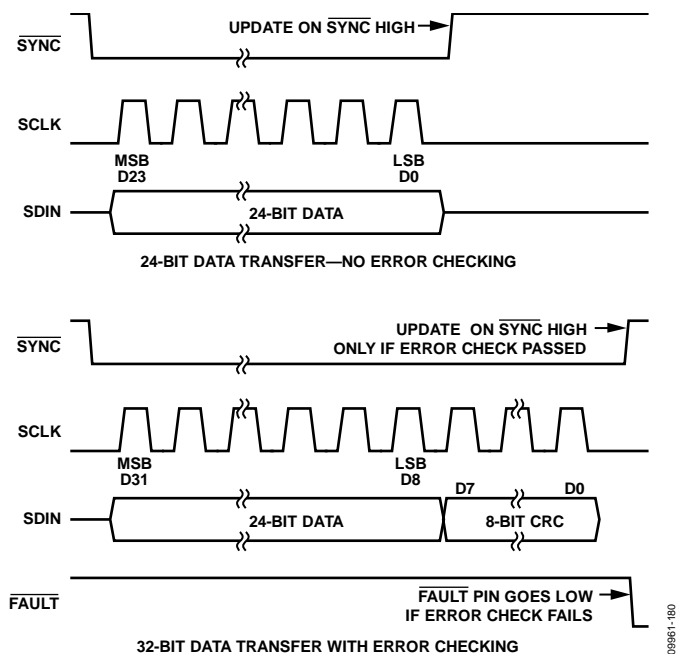 UPDATE ON SYNC HIGH
SYNC
SCLK
MSB
D23
LSB
D0
SDIN
24-BIT DATA
24-BIT DATA TRANSFER—NO ERROR CHECKING
UPDATE ON SYNC HIGH
ONLY IF ERROR CHECK PASSED
SYNC
SCLK
MSB
D31
LSB
D8
D7
D0
SDIN
24-BIT DATA
8-BIT CRC
FAULT
FAULT PIN GOES LOW
IF ERROR CHECK FAILS
32-BIT DATA TRANSFER WITH ERROR CHECKING
09961-180